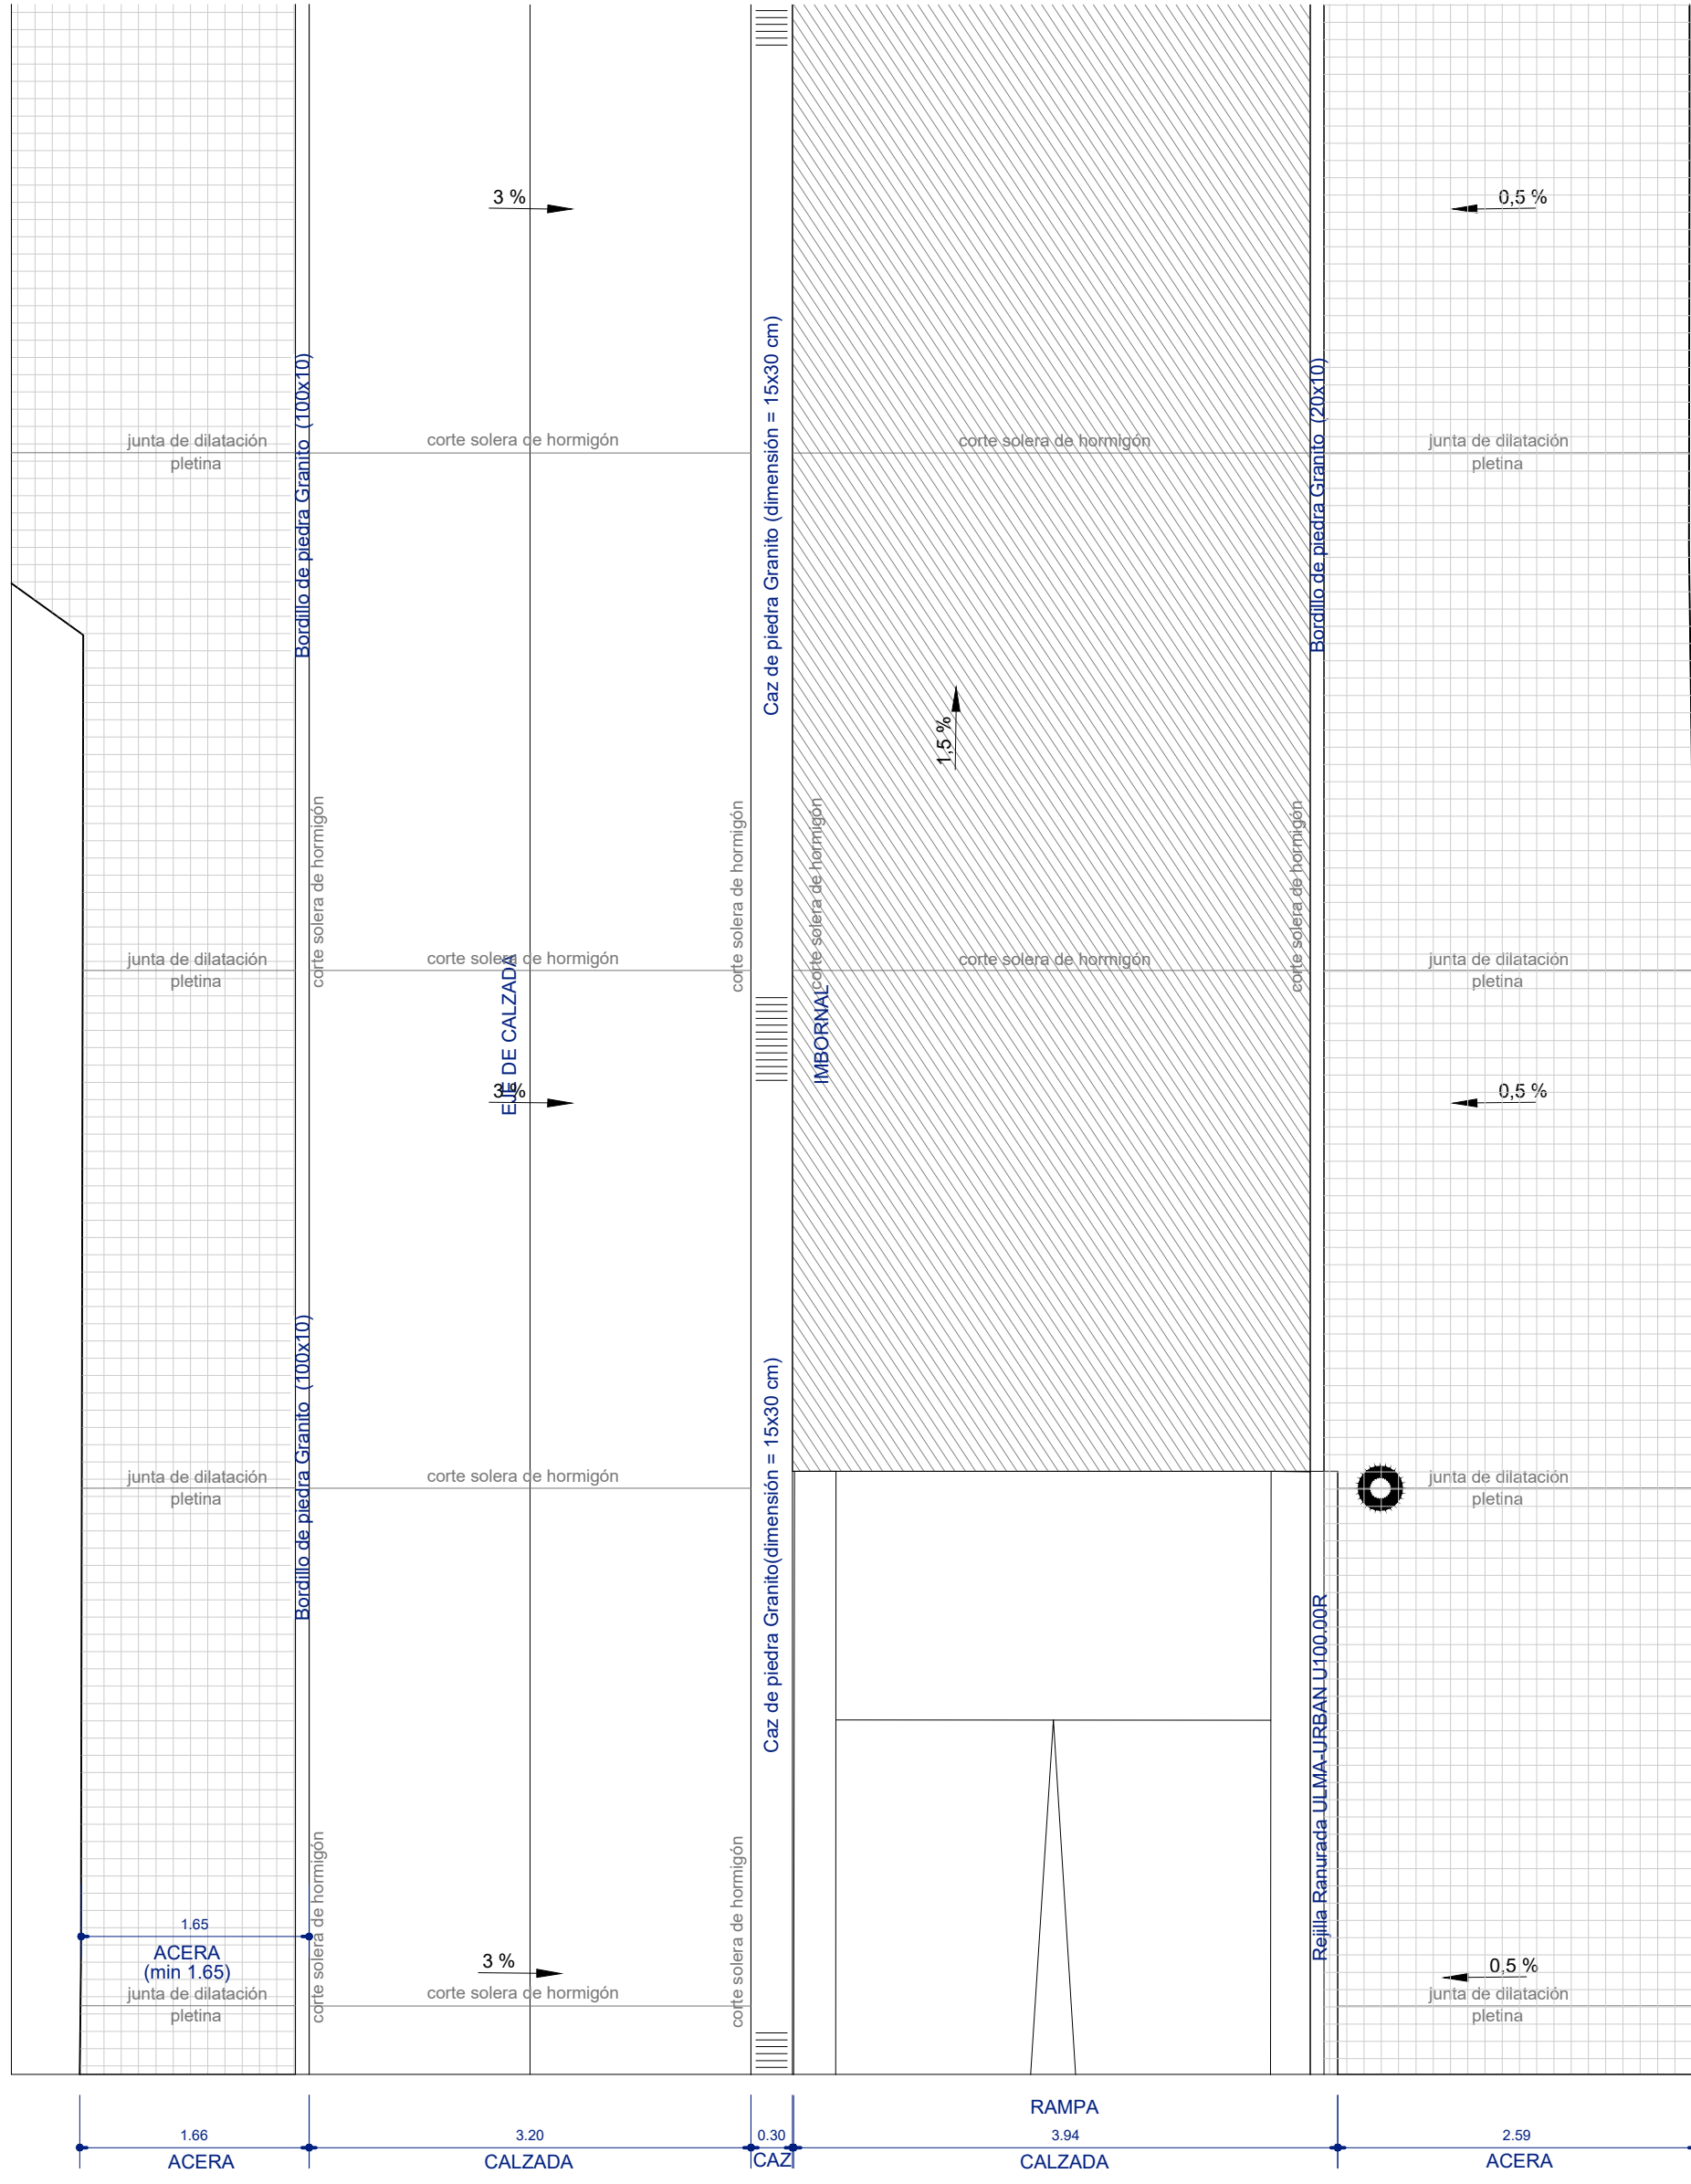 3 %
0,5 %
Bordillo de piedra Granito (100x10)
Caz de piedra Granito (dimensión = 15x30 cm)
Bordillo de piedra Granito (20x10)
junta de dilatación
pletina
corte solera de hormigón
corte solera de hormigón
junta de dilatación
pletina
1,5 %
corte solera de hormigón
corte solera de hormigón
corte solera de hormigón
corte solera de hormigón
junta de dilatación
pletina
corte solera de hormigón
corte solera de hormigón
junta de dilatación
pletina
EJE DE CALZADA
IMBORNAL
3 %
0,5 %
Bordillo de piedra Granito (100x10)
Caz de piedra Granito(dimensión = 15x30 cm)
junta de dilatación
pletina
corte solera de hormigón
junta de dilatación
pletina
Rejilla Ranurada ULMA-URBAN U100.00R
corte solera de hormigón
corte solera de hormigón
1.65
ACERA
(min 1.65)
3 %
0,5 %
junta de dilatación
pletina
corte solera de hormigón
junta de dilatación
pletina
RAMPA
1.66
3.20
0.30
3.94
2.59
ACERA
CALZADA
CAZ
CALZADA
ACERA